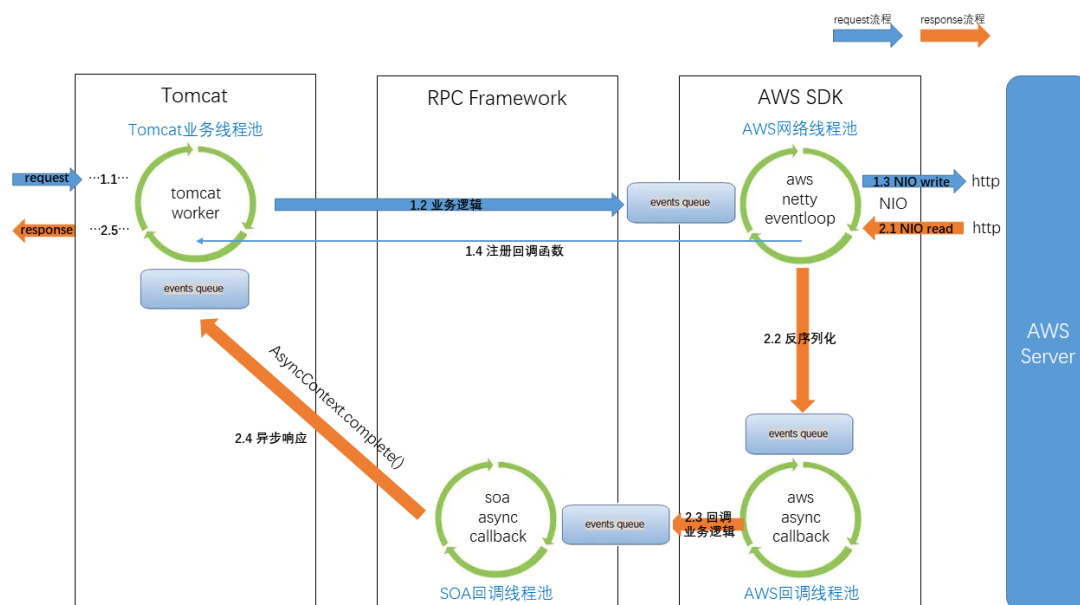 request流程
response流程
Tomcat
RPC Framework
AWS SDK
Tomcat业务线程池
AWS网络线程池
request
…1.1…
tomcat
worker
1.2 业务逻辑
events queue
aws
netty
eventloop
1.3 NIO write
http
NIO
response
…2.5…
2.1 NIO read
http
1.4 注册回调函数
events queue
2.2 反序列化
AWS
Server
AsyncContext.complete()
2.4 异步响应
events queue
soa
async
callback
events queue
2.3 回调
业务逻辑
aws
async
callback
SOA回调线程池
AWS回调线程池